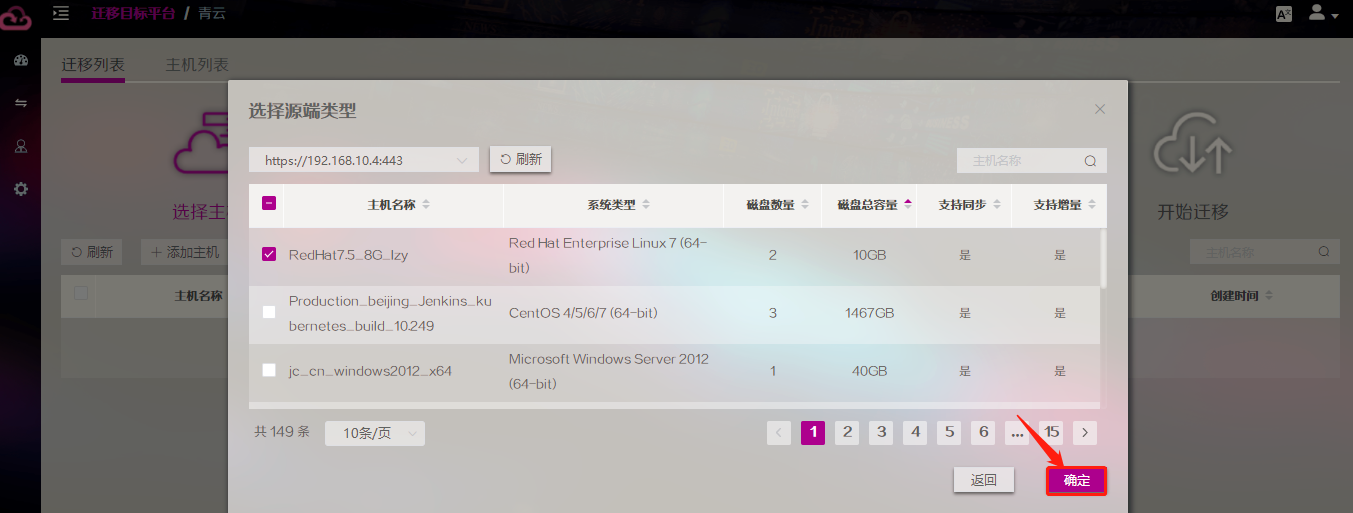 迁移目标平台 / 青云
迁移列表 主机列表
选择源端类型
https://192.168.10.4:443 刷新 主机名称
主机名称 系统类型 磁盘数量 磁盘总容量 支持同步 支持增量
RedHat7.5_8G_lzy Red Hat Enterprise Linux 7 (64-
bit) 2 10GB 是 是
Production_beijing_Jenkins_ku
bernetes_build_10.249 CentOS 4/5/6/7 (64-bit) 3 1467GB 是 是
jc_cn_windows2012_x64 Microsoft Windows Server 2012
(64-bit) 1 40GB 是 是
共 149 条 10条/页 1 2 3 4 5 6 ... 15
返回 确定
选择主
开始迁移
刷新 + 添加主机 主机名称
主机名称 创建时间